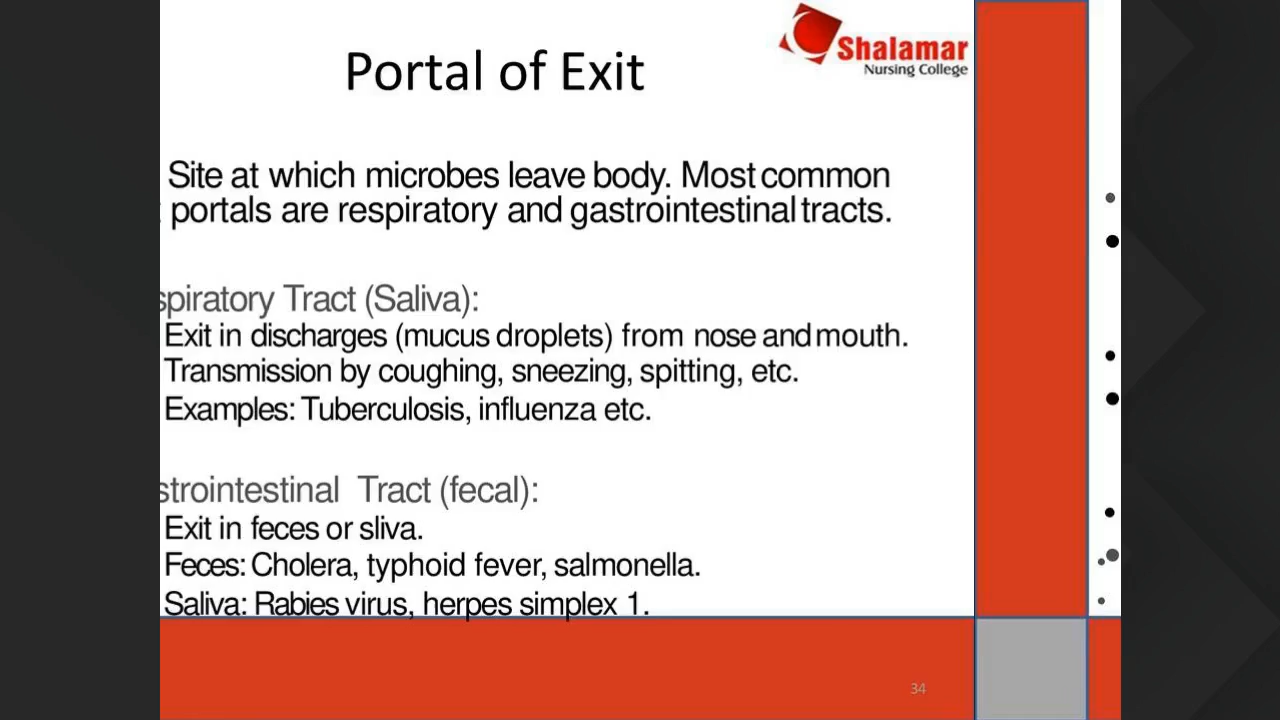 Shalamar
Nursing College
Portal of Exit
Site at which microbes leave body. Most common
portals are respiratory and gastrointestinal tracts.
spiratory Tract (Saliva):
Exit in discharges (mucus droplets) from nose and mouth.
Transmission by coughing, sneezing, spitting, etc.
Examples: Tuberculosis, influenza etc.
strointestinal Tract (fecal):
Exit in feces or sliva.
Feces: Cholera, typhoid fever, salmonella.
Saliva: Rabies virus, herpes simplex 1.
34